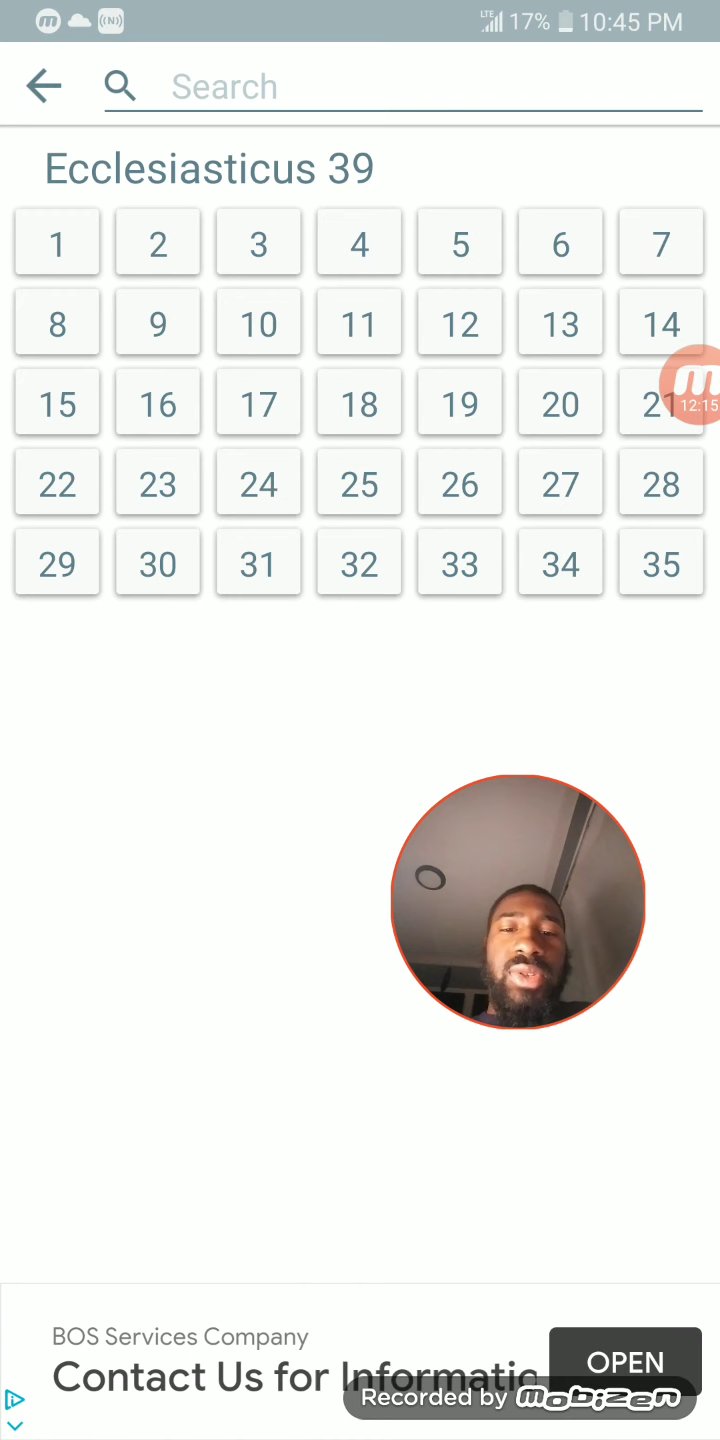 LTE 17% 10:45 PM
Search
Ecclesiasticus 39
1 2 3 4 5 6 7
8 9 10 11 12 13 14
15 16 17 18 19 20 21
12:15
22 23 24 25 26 27 28
29 30 31 32 33 34 35
BOS Services Company
Contact Us for Informatio
OPEN
Recorded by mobizen